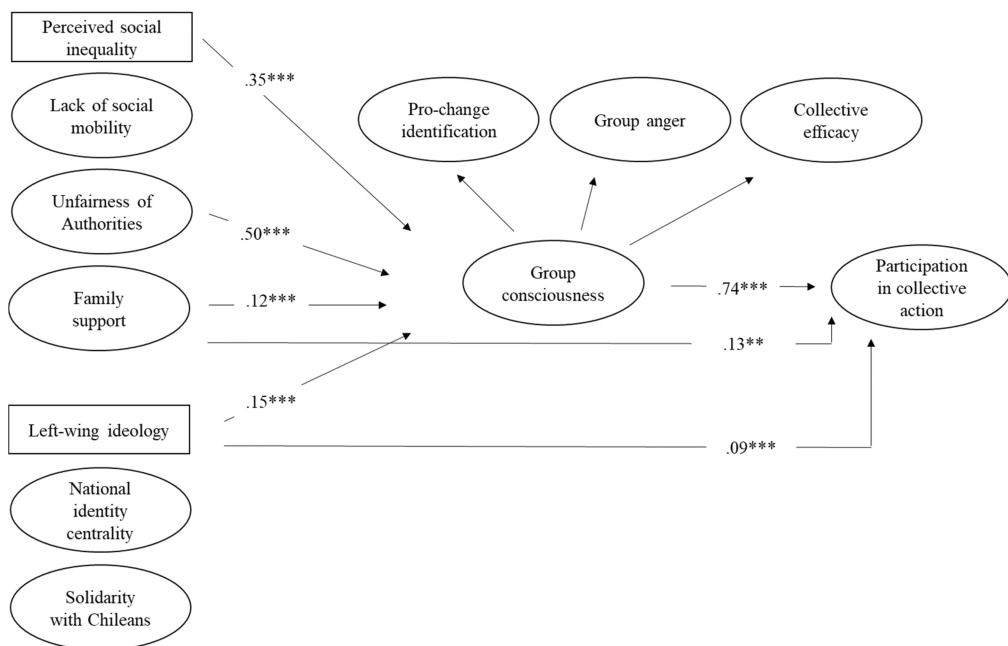 Perceived social
inequality
Lack of social
mobility
Unfairness of
Authorities
Family
support
Left-wing ideology
National
identity
centrality
Solidarity
with Chileans
.35***
.50***
.12***
.15***
Pro-change
identification
Group anger
Collective
efficacy
Group
consciousness
.74***
.13**
.09***
Participation
in collective
action